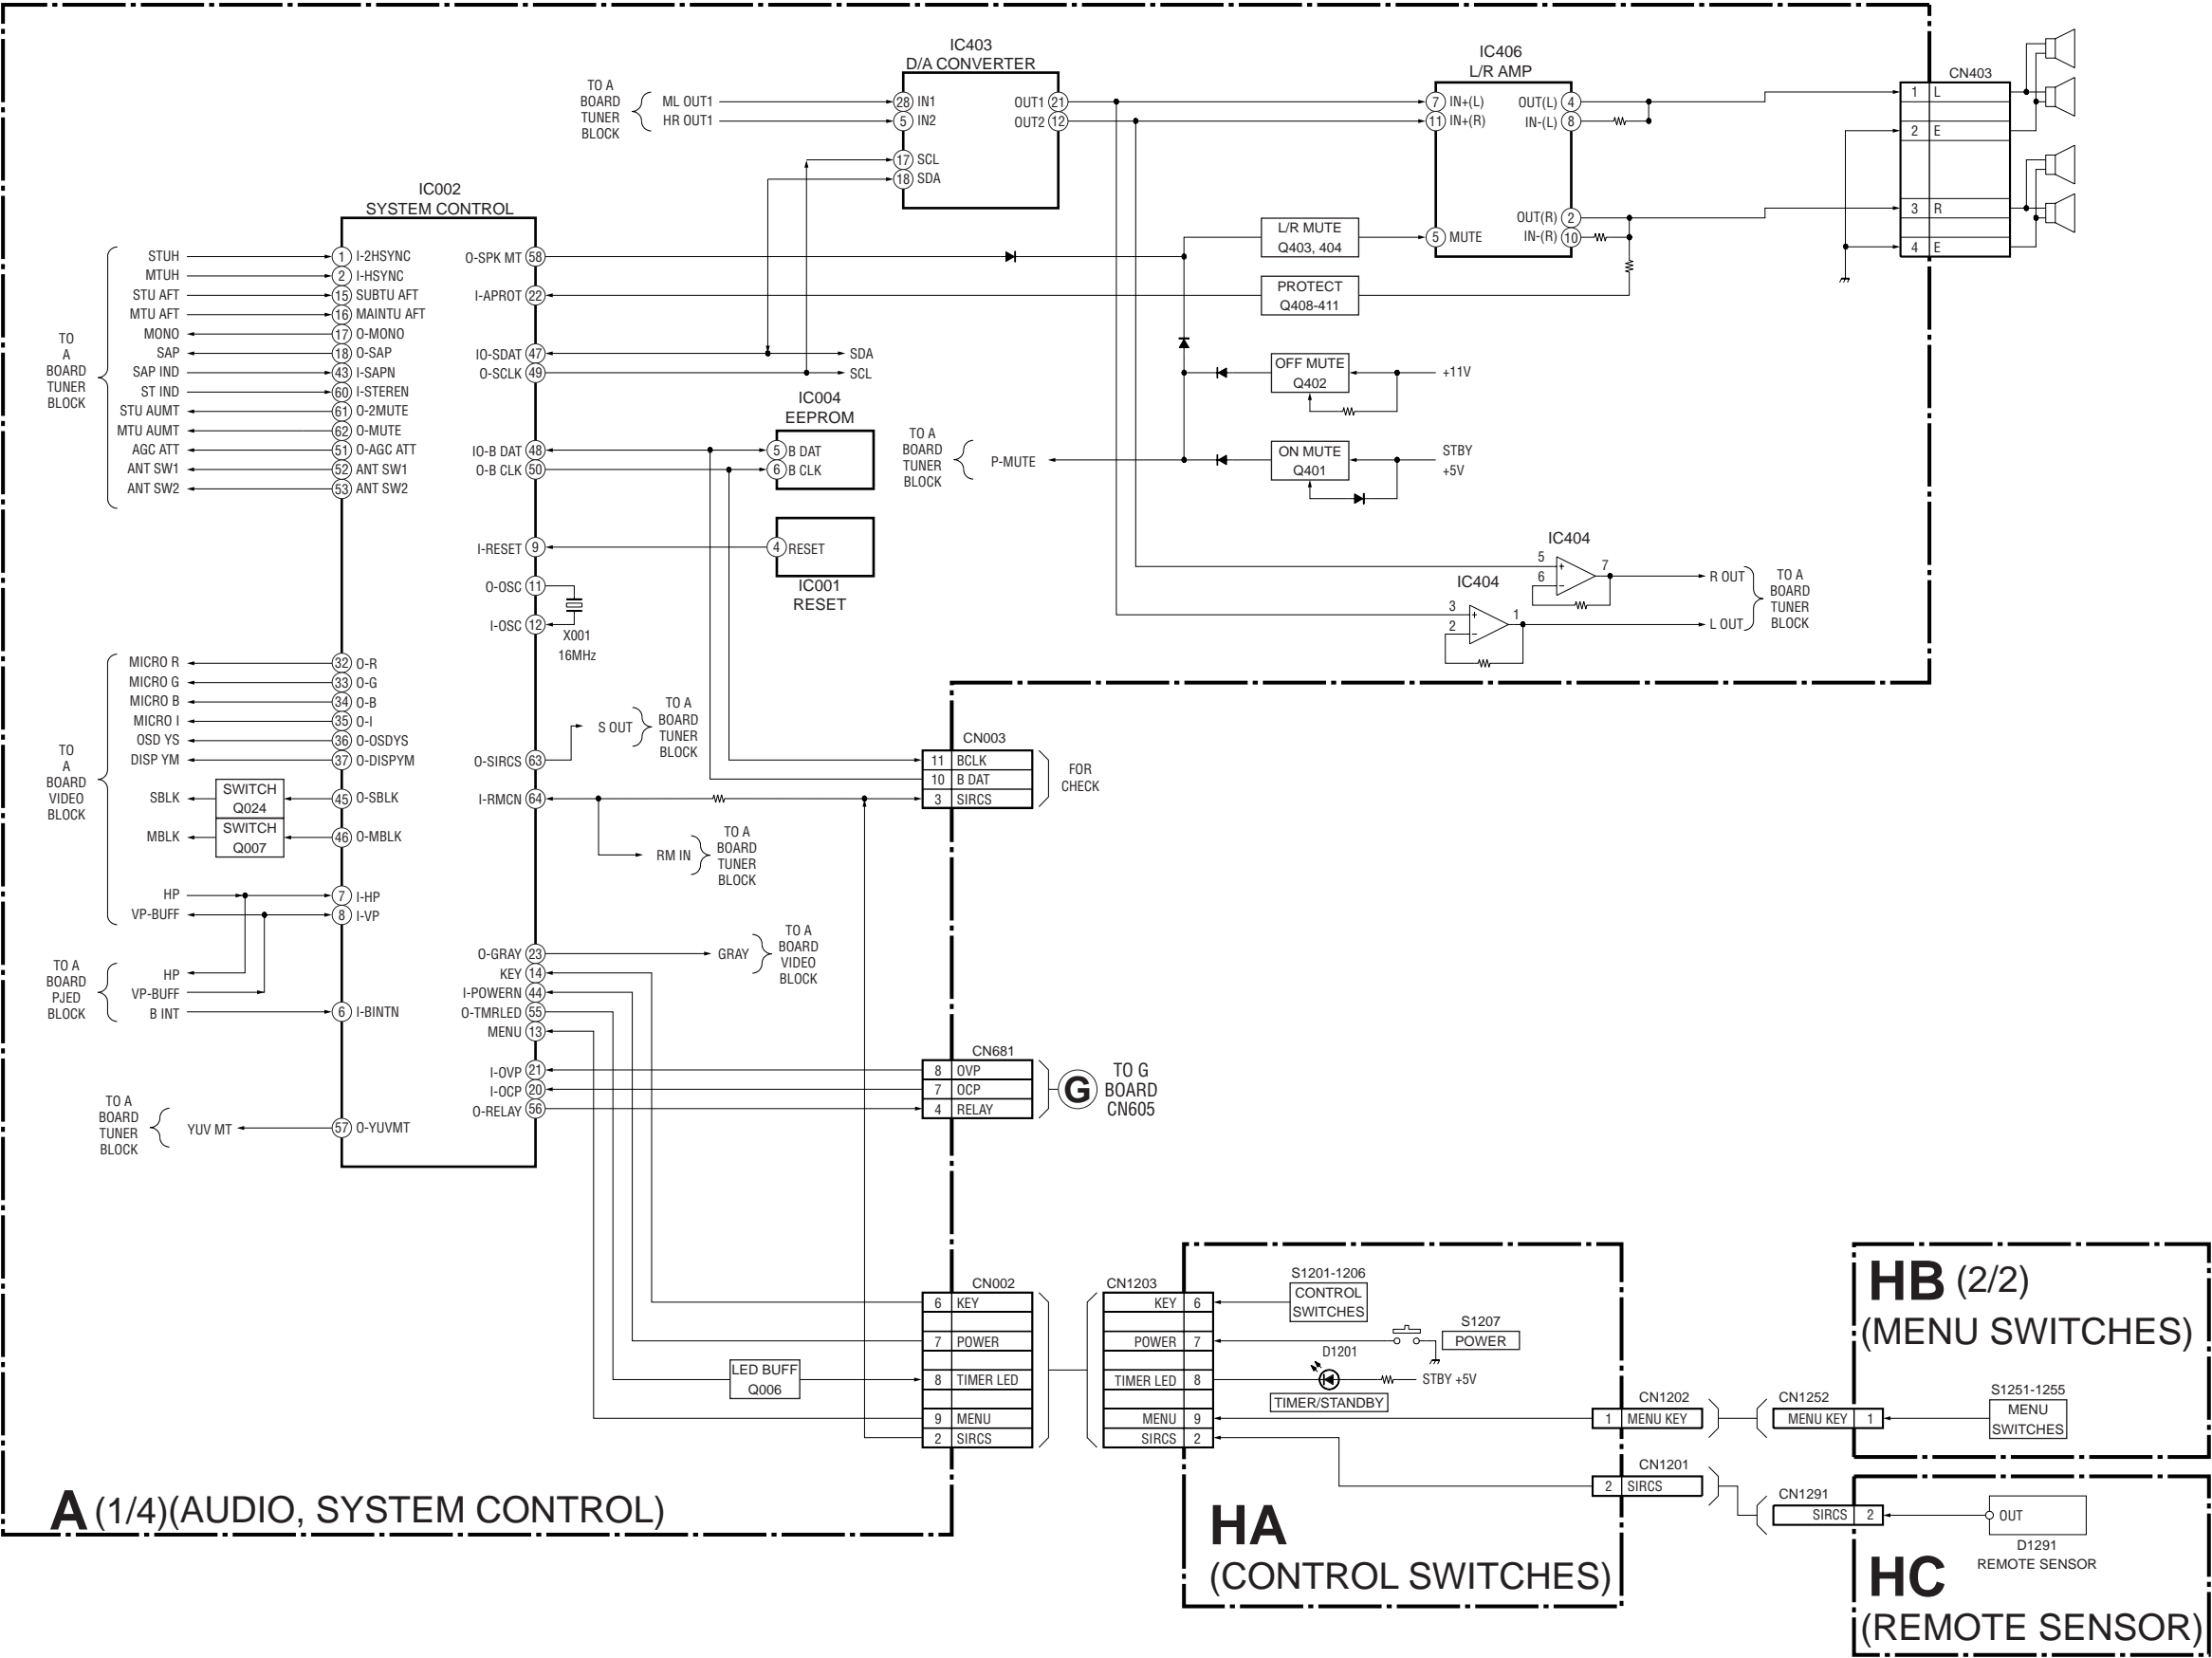 IC403
D/A CONVERTER
TO A
BOARD
TUNER
BLOCK
ML OUT1
HR OUT1
28 IN1
5 IN2
17 SCL
18 SDA
OUT1 21
OUT2 12
IC406
L/R AMP
7 IN+(L)
11 IN+(R)
5 MUTE
OUT(L) 4
IN-(L) 8
OUT(R) 2
IN-(R) 10
CN403
1 L
2 E
3 R
4 E
L/R MUTE
Q403, 404
PROTECT
Q408-411
OFF MUTE
Q402
+11V
ON MUTE
Q401
STBY
+5V
TO A
BOARD
TUNER
BLOCK
P-MUTE
IC002
SYSTEM CONTROL
TO
A
BOARD
TUNER
BLOCK
STUH 1 I-2HSYNC
MTUH 2 I-HSYNC
STU AFT 15 SUBTU AFT
MTU AFT 16 MAINTU AFT
MONO 17 O-MONO
SAP 18 O-SAP
SAP IND 43 I-SAPN
ST IND 60 I-STEREN
STU AUMT 61 O-2MUTE
MTU AUMT 62 O-MUTE
AGC ATT 51 O-AGC ATT
ANT SW1 52 ANT SW1
ANT SW2 53 ANT SW2
O-SPK MT 58
I-APROT 22
IO-SDAT 47
SDA
O-SCLK 49
SCL
IO-B DAT 48
O-B CLK 50
IC004
EEPROM
5 B DAT
6 B CLK
I-RESET 9
4 RESET
IC001
RESET
O-OSC 11
I-OSC 12
X001
16MHz
IC404
5
6
7
IC404
3
2
1
R OUT
L OUT
TO A
BOARD
TUNER
BLOCK
TO
A
BOARD
VIDEO
BLOCK
MICRO R 32 O-R
MICRO G 33 O-G
MICRO B 34 O-B
MICRO I 35 O-I
OSD YS 36 O-OSDYS
DISP YM 37 O-DISPYM
SBLK
SWITCH
Q024
45 O-SBLK
MBLK
SWITCH
Q007
46 O-MBLK
HP 7 I-HP
VP-BUFF 8 I-VP
TO A
BOARD
PJED
BLOCK
HP
VP-BUFF
B INT 6 I-BINTN
TO A
BOARD
TUNER
BLOCK
YUV MT 57 O-YUVMT
O-SIRCS 63
S OUT
TO A
BOARD
TUNER
BLOCK
I-RMCN 64
RM IN
TO A
BOARD
TUNER
BLOCK
CN003
11 BCLK
10 B DAT
3 SIRCS
FOR
CHECK
O-GRAY 23
GRAY
TO A
BOARD
VIDEO
BLOCK
KEY 14
I-POWERN 44
O-TMRLED 55
MENU 13
I-OVP 21
I-OCP 20
O-RELAY 56
CN681
8 OVP
7 OCP
4 RELAY
G
TO G
BOARD
CN605
LED BUFF
Q006
CN002
6 KEY
7 POWER
8 TIMER LED
9 MENU
2 SIRCS
CN1203
KEY 6
POWER 7
TIMER LED 8
MENU 9
SIRCS 2
S1201-1206
CONTROL
SWITCHES
S1207
POWER
D1201
STBY +5V
TIMER/STANDBY
CN1202
1 MENU KEY
CN1201
2 SIRCS
CN1252
MENU KEY 1
CN1291
SIRCS 2
HB (2/2)
(MENU SWITCHES)
S1251-1255
MENU
SWITCHES
OUT
D1291
REMOTE SENSOR
HC
(REMOTE SENSOR)
HA
(CONTROL SWITCHES)
A (1/4)(AUDIO, SYSTEM CONTROL)